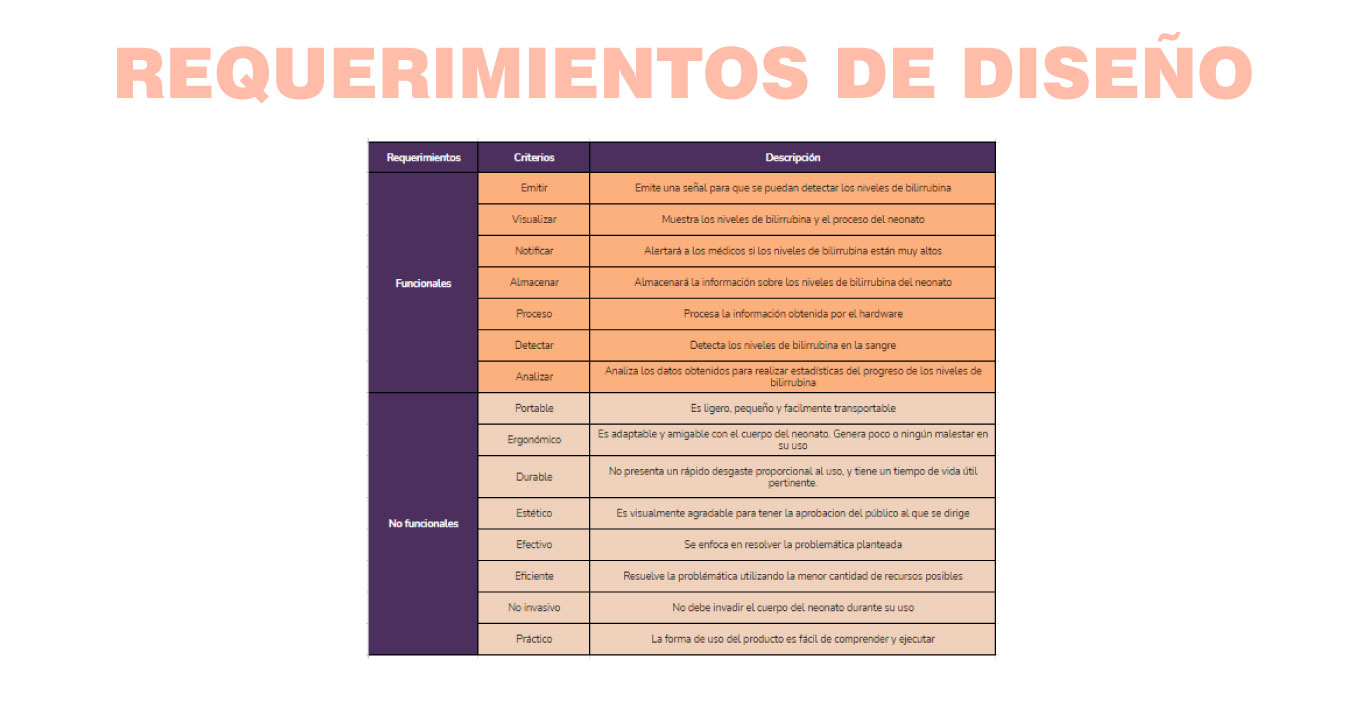 REQUERIMIENTOS DE DISEÑO
Requerimientos Criterios Descripción
Funcionales
Emitir Emite una señal para que se puedan detectar los niveles de bilirrubina
Visualizar Muestra los niveles de bilirrubina y el proceso del neonato
Notificar Alertará a los médicos si los niveles de bilirrubina están muy altos
Almacenar Almacenará la información sobre los niveles de bilirrubina del neonato
Proceso Procesa la información obtenida por el hardware
Detectar Detecta los niveles de bilirrubina en la sangre
Analizar Analiza los datos obtenidos para realizar estadísticas del progreso de los niveles de
bilirrubina
No funcionales
Portable Es ligero, pequeño y facilmente transportable
Ergonómico Es adaptable y amigable con el cuerpo del neonato. Genera poco o ningún malestar en
su uso
Durable No presenta un rápido desgaste proporcional al uso, y tiene un tiempo de vida útil
pertinente.
Estético Es visualmente agradable para tener la aprobacion del público al que se dirige
Efectivo Se enfoca en resolver la problemática planteada
Eficiente Resuelve la problémática utilizando la menor cantidad de recursos posibles
No invasivo No debe invadir el cuerpo del neonato durante su uso
Práctico La forma de uso del producto es fácil de comprender y ejecutar